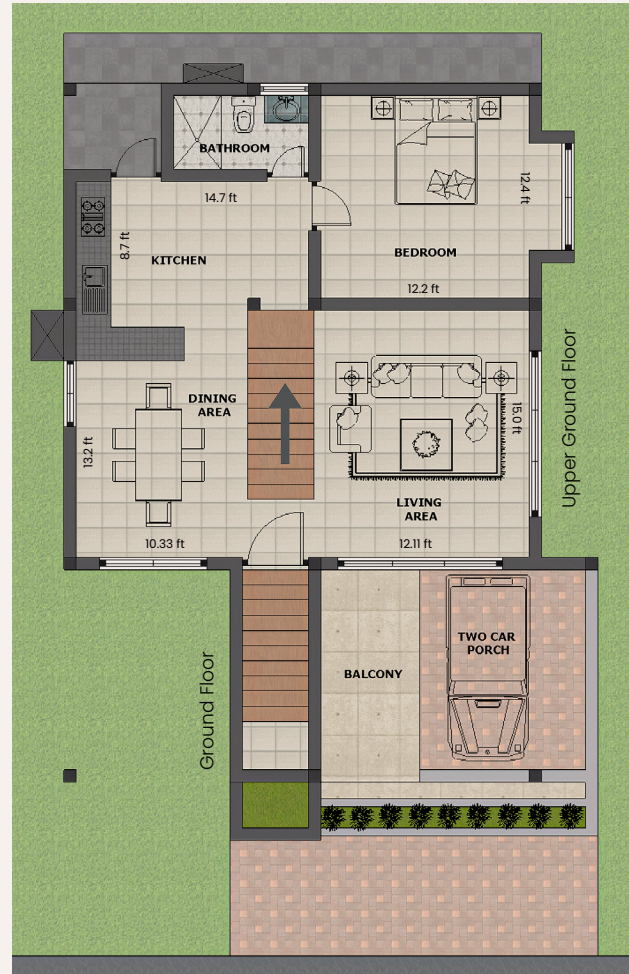 BATHROOM
14.7 ft
12.4 ft
8.7 ft
KITCHEN
BEDROOM
12.2 ft
Upper Ground Floor
DINING
AREA
15.0 ft
13.2 ft
LIVING
AREA
10.33 ft
12.11 ft
TWO CAR
PORCH
BALCONY
Ground Floor